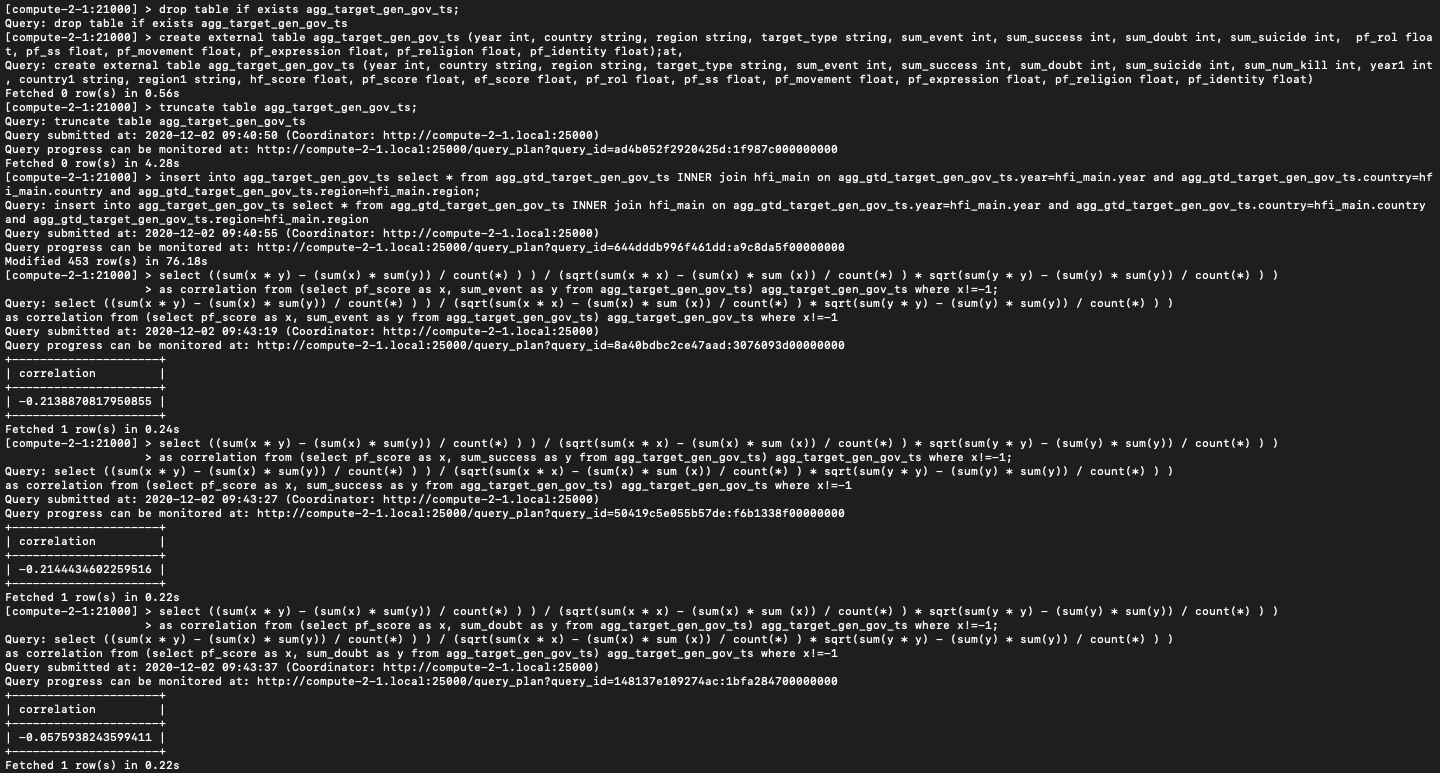 [compute-2-1:21000] > drop table if exists agg_target_gen_gov_ts;
Query: drop table if exists agg_target_gen_gov_ts
[compute-2-1:21000] > create external table agg_target_gen_gov_ts (year int, country string, region string, target_type string, sum_event int, sum_success int, sum_doubt int, sum_suicide int,  pf_rol floa
t, pf_ss float, pf_movement float, pf_expression float, pf_religion float, pf_identity float);at,
Query: create external table agg_target_gen_gov_ts (year int, country string, region string, target_type string, sum_event int, sum_success int, sum_doubt int, sum_suicide int, sum_num_kill int, year1 int
, country1 string, region1 string, hf_score float, pf_score float, ef_score float, pf_rol float, pf_ss float, pf_movement float, pf_expression float, pf_religion float, pf_identity float)
Fetched 0 row(s) in 0.56s
[compute-2-1:21000] > truncate table agg_target_gen_gov_ts;
Query: truncate table agg_target_gen_gov_ts
Query submitted at: 2020-12-02 09:40:50 (Coordinator: http://compute-2-1.local:25000)
Query progress can be monitored at: http://compute-2-1.local:25000/query_plan?query_id=ad4b052f2920425d:1f987c000000000
Fetched 0 row(s) in 4.28s
[compute-2-1:21000] > insert into agg_target_gen_gov_ts select * from agg_gtd_target_gen_gov_ts INNER join hfi_main on agg_gtd_target_gen_gov_ts.year=hfi_main.year and agg_gtd_target_gen_gov_ts.country=hf
i_main.country and agg_gtd_target_gen_gov_ts.region=hfi_main.region;
Query: insert into agg_target_gen_gov_ts select * from agg_gtd_target_gen_gov_ts INNER join hfi_main on agg_gtd_target_gen_gov_ts.year=hfi_main.year and agg_gtd_target_gen_gov_ts.country=hfi_main.country
and agg_gtd_target_gen_gov_ts.region=hfi_main.region
Query submitted at: 2020-12-02 09:40:55 (Coordinator: http://compute-2-1.local:25000)
Query progress can be monitored at: http://compute-2-1.local:25000/query_plan?query_id=644dddb996f461dd:a9c8da5f00000000
Modified 453 row(s) in 76.18s
[compute-2-1:21000] > select ((sum(x * y) - (sum(x) * sum(y)) / count(*) ) ) / (sqrt(sum(x * x) - (sum(x) * sum (x)) / count(*) ) * sqrt(sum(y * y) - (sum(y) * sum(y)) / count(*) ) )
> as correlation from (select pf_score as x, sum_event as y from agg_target_gen_gov_ts) agg_target_gen_gov_ts where x!=-1;
Query: select ((sum(x * y) - (sum(x) * sum(y)) / count(*) ) ) / (sqrt(sum(x * x) - (sum(x) * sum (x)) / count(*) ) * sqrt(sum(y * y) - (sum(y) * sum(y)) / count(*) ) )
as correlation from (select pf_score as x, sum_event as y from agg_target_gen_gov_ts) agg_target_gen_gov_ts where x!=-1
Query submitted at: 2020-12-02 09:43:19 (Coordinator: http://compute-2-1.local:25000)
Query progress can be monitored at: http://compute-2-1.local:25000/query_plan?query_id=8a40bdbc2ce47aad:3076093d00000000
+---------------------+
| correlation         |
+---------------------+
| -0.2138870817950855 |
+---------------------+
Fetched 1 row(s) in 0.24s
[compute-2-1:21000] > select ((sum(x * y) - (sum(x) * sum(y)) / count(*) ) ) / (sqrt(sum(x * x) - (sum(x) * sum (x)) / count(*) ) * sqrt(sum(y * y) - (sum(y) * sum(y)) / count(*) ) )
> as correlation from (select pf_score as x, sum_success as y from agg_target_gen_gov_ts) agg_target_gen_gov_ts where x!=-1;
Query: select ((sum(x * y) - (sum(x) * sum(y)) / count(*) ) ) / (sqrt(sum(x * x) - (sum(x) * sum (x)) / count(*) ) * sqrt(sum(y * y) - (sum(y) * sum(y)) / count(*) ) )
as correlation from (select pf_score as x, sum_success as y from agg_target_gen_gov_ts) agg_target_gen_gov_ts where x!=-1
Query submitted at: 2020-12-02 09:43:27 (Coordinator: http://compute-2-1.local:25000)
Query progress can be monitored at: http://compute-2-1.local:25000/query_plan?query_id=50419c5e055b57de:f6b1338f00000000
+---------------------+
| correlation         |
+---------------------+
| -0.2144434602259516 |
+---------------------+
Fetched 1 row(s) in 0.22s
[compute-2-1:21000] > select ((sum(x * y) - (sum(x) * sum(y)) / count(*) ) ) / (sqrt(sum(x * x) - (sum(x) * sum (x)) / count(*) ) * sqrt(sum(y * y) - (sum(y) * sum(y)) / count(*) ) )
> as correlation from (select pf_score as x, sum_doubt as y from agg_target_gen_gov_ts) agg_target_gen_gov_ts where x!=-1;
Query: select ((sum(x * y) - (sum(x) * sum(y)) / count(*) ) ) / (sqrt(sum(x * x) - (sum(x) * sum (x)) / count(*) ) * sqrt(sum(y * y) - (sum(y) * sum(y)) / count(*) ) )
as correlation from (select pf_score as x, sum_doubt as y from agg_target_gen_gov_ts) agg_target_gen_gov_ts where x!=-1
Query submitted at: 2020-12-02 09:43:37 (Coordinator: http://compute-2-1.local:25000)
Query progress can be monitored at: http://compute-2-1.local:25000/query_plan?query_id=148137e109274ac:1bfa284700000000
+---------------------+
| correlation         |
+---------------------+
| -0.0575938243599411 |
+---------------------+
Fetched 1 row(s) in 0.22s